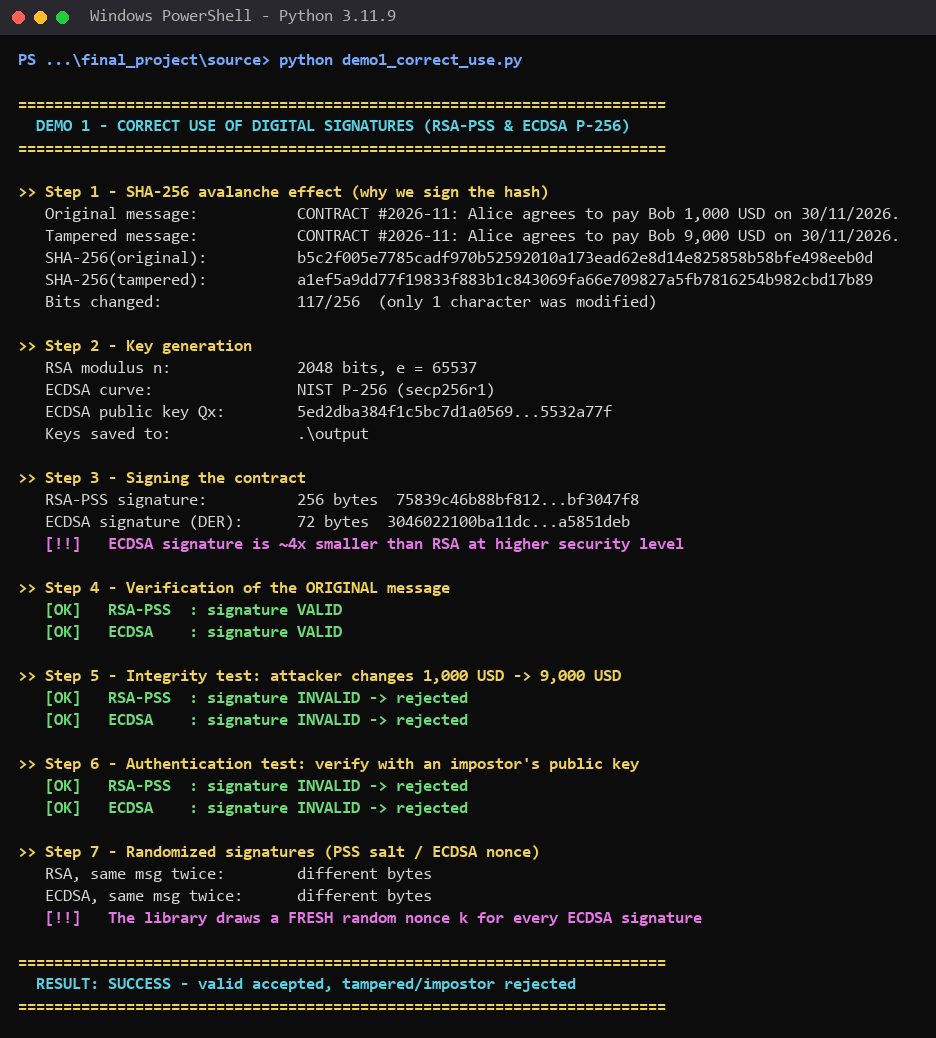 Windows PowerShell - Python 3.11.9
PS ...\final_project\source> python demo1_correct_use.py
========================================================================
DEMO 1 - CORRECT USE OF DIGITAL SIGNATURES (RSA-PSS & ECDSA P-256)
========================================================================
>> Step 1 - SHA-256 avalanche effect (why we sign the hash)
Original message: CONTRACT #2026-11: Alice agrees to pay Bob 1,000 USD on 30/11/2026.
Tampered message: CONTRACT #2026-11: Alice agrees to pay Bob 9,000 USD on 30/11/2026.
SHA-256(original): b5c2f005e7785cadf970b52592010a173ead62e8d14e825858b58bfe498eeb0d
SHA-256(tampered): a1ef5a9dd77f19833f883b1c843069fa66e709827a5fb7816254b982cbd17b89
Bits changed: 117/256 (only 1 character was modified)
>> Step 2 - Key generation
RSA modulus n: 2048 bits, e = 65537
ECDSA curve: NIST P-256 (secp256r1)
ECDSA public key Qx: 5ed2dba384f1c5bc7d1a0569...5532a77f
Keys saved to: .\output
>> Step 3 - Signing the contract
RSA-PSS signature: 256 bytes 75839c46b88bf812...bf3047f8
ECDSA signature (DER): 72 bytes 3046022100ba11dc...a5851deb
[!!] ECDSA signature is ~4x smaller than RSA at higher security level
>> Step 4 - Verification of the ORIGINAL message
[OK] RSA-PSS : signature VALID
[OK] ECDSA : signature VALID
>> Step 5 - Integrity test: attacker changes 1,000 USD -> 9,000 USD
[OK] RSA-PSS : signature INVALID -> rejected
[OK] ECDSA : signature INVALID -> rejected
>> Step 6 - Authentication test: verify with an impostor's public key
[OK] RSA-PSS : signature INVALID -> rejected
[OK] ECDSA : signature INVALID -> rejected
>> Step 7 - Randomized signatures (PSS salt / ECDSA nonce)
RSA, same msg twice: different bytes
ECDSA, same msg twice: different bytes
[!!] The library draws a FRESH random nonce k for every ECDSA signature
========================================================================
RESULT: SUCCESS - valid accepted, tampered/impostor rejected
========================================================================